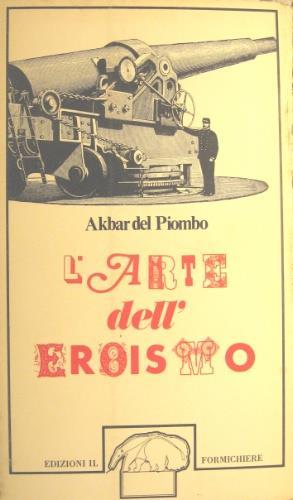 Akbar del Piombo
L'ARTE
dell'
EROISMO
EDIZIONI IL FORMICHIERE